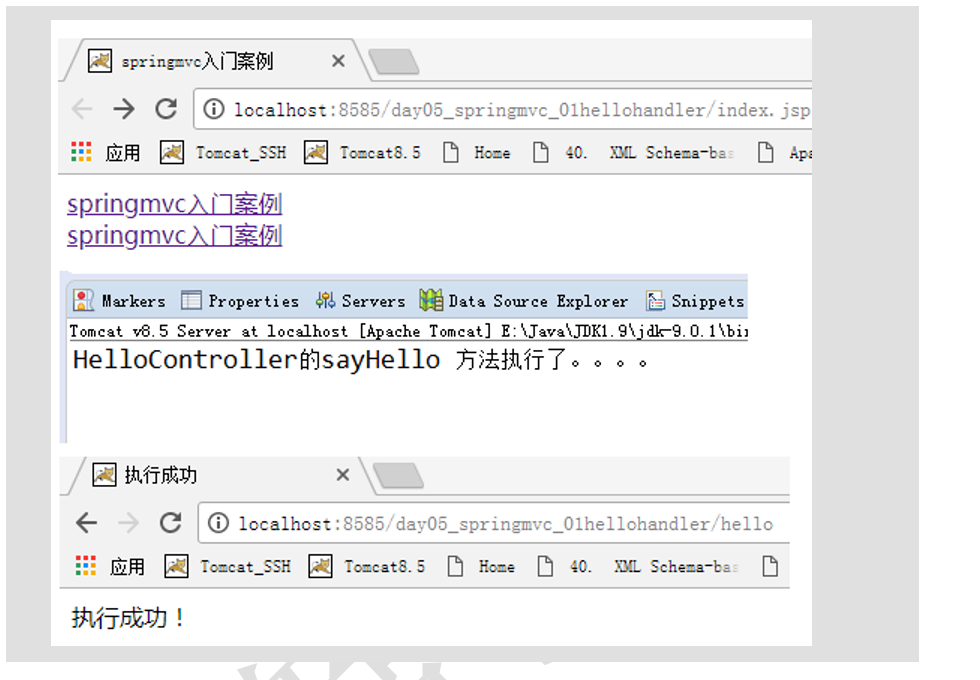 springmvc入门案例
localhost:8585/day05_springmvc_01hellohandler/index.jsp
应用 Tomcat_SSH Tomcat8.5 Home 40. XML Schema-bas
springmvc入门案例
springmvc入门案例
Markers Properties Servers Data Source Explorer Snippets
Tomcat v8.5 Server at localhost [Apache Tomcat] E:\Java\JDK1.9\jdk-9.0.1\bin
HelloController的sayHello 方法执行了。。。。
执行成功
localhost:8585/day05_springmvc_01hellohandler/hello
应用 Tomcat_SSH Tomcat8.5 Home 40. XML Schema-bas
执行成功！